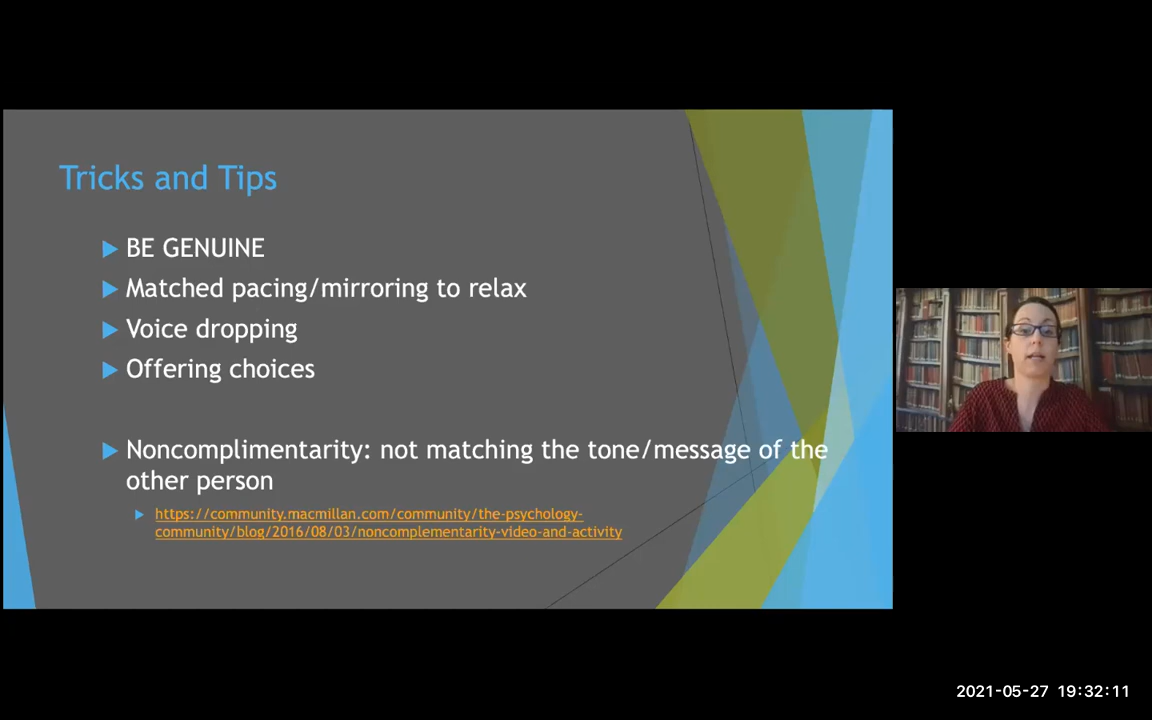 Tricks and Tips
BE GENUINE
Matched pacing/mirroring to relax
Voice dropping
Offering choices
Noncomplimentarity: not matching the tone/message of the
other person
https://community.macmillan.com/community/the-psychology-
community/blog/2016/08/03/noncomplementarity-video-and-activity
2021-05-27 19:32:11